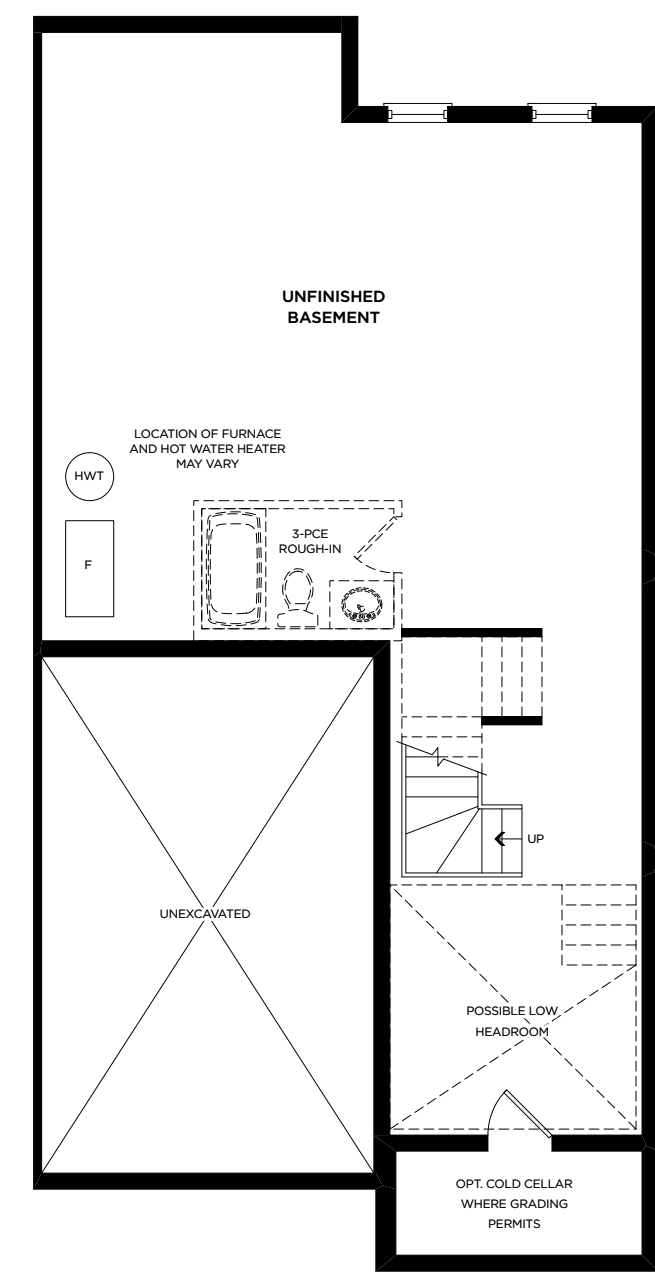 UNFINISHED
BASEMENT
LOCATION OF FURNACE
AND HOT WATER HEATER
MAY VARY
HWT
3-PCE
ROUGH-IN
F
UP
UNEXCAVATED
POSSIBLE LOW
HEADROOM
OPT. COLD CELLAR
WHERE GRADING
PERMITS